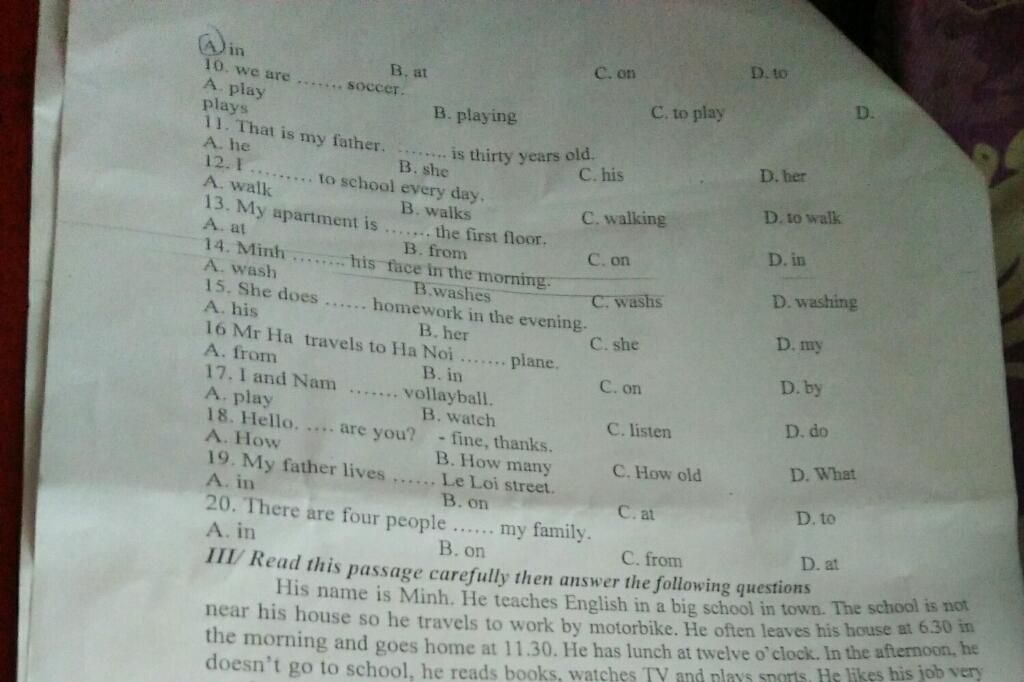 A in B. at C. on D. to
10. we are ....... soccer.
A. play B. playing C. to play D.
plays
11. That is my father. ........ is thirty years old.
A. he B. she C. his D. her
12. I ......... to school every day.
A. walk B. walks C. walking D. to walk
13. My apartment is ....... the first floor.
A. at B. from C. on D. in
14. Minh ........ his face in the morning.
A. wash B.washes C. washs D. washing
15. She does ...... homework in the evening.
A. his B. her C. she D. my
16 Mr Ha travels to Ha Noi ....... plane.
A. from B. in C. on D. by
17. I and Nam ....... vollayball.
A. play B. watch C. listen D. do
18. Hello. .... are you? - fine, thanks.
A. How B. How many C. How old D. What
19. My father lives ...... Le Loi street.
A. in B. on C. at D. to
20. There are four people ...... my family.
A. in B. on C. from D. at
III/ Read this passage carefully then answer the following questions
His name is Minh. He teaches English in a big school in town. The school is not
near his house so he travels to work by motorbike. He often leaves his house at 6.30 in
the morning and goes home at 11.30. He has lunch at twelve o'clock. In the afternoon, he
doesn't go to school, he reads books, watches TV and plays sports. He likes his job very